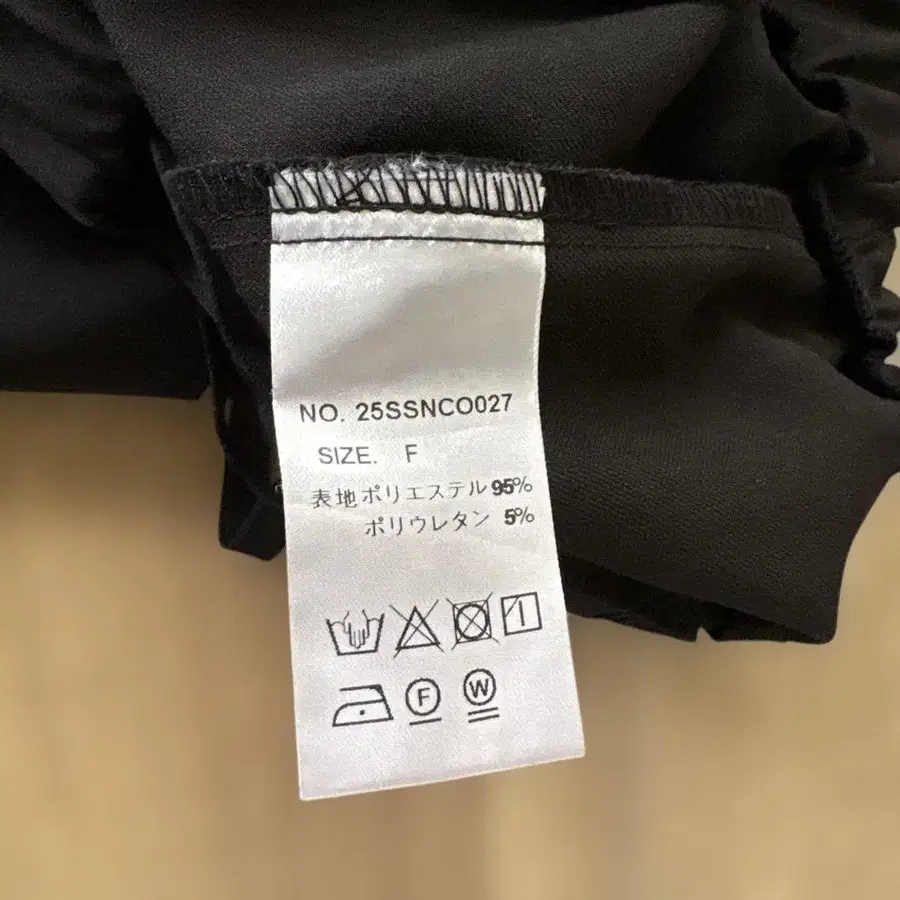 NO. 25SSNCO027
SIZE. F
表地ポリエステル95%
ポリウレタン 5%
F W